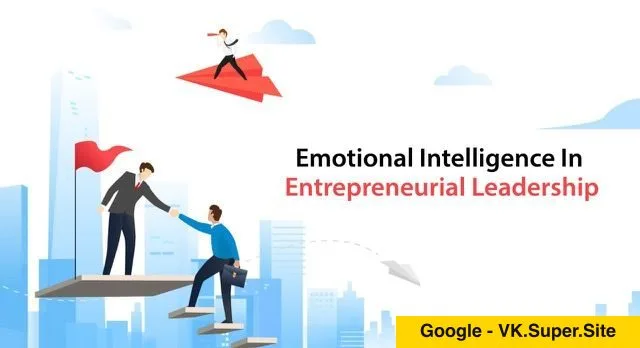 Emotional Intelligence In
Entrepreneurial Leadership
Google - VK.Super.Site